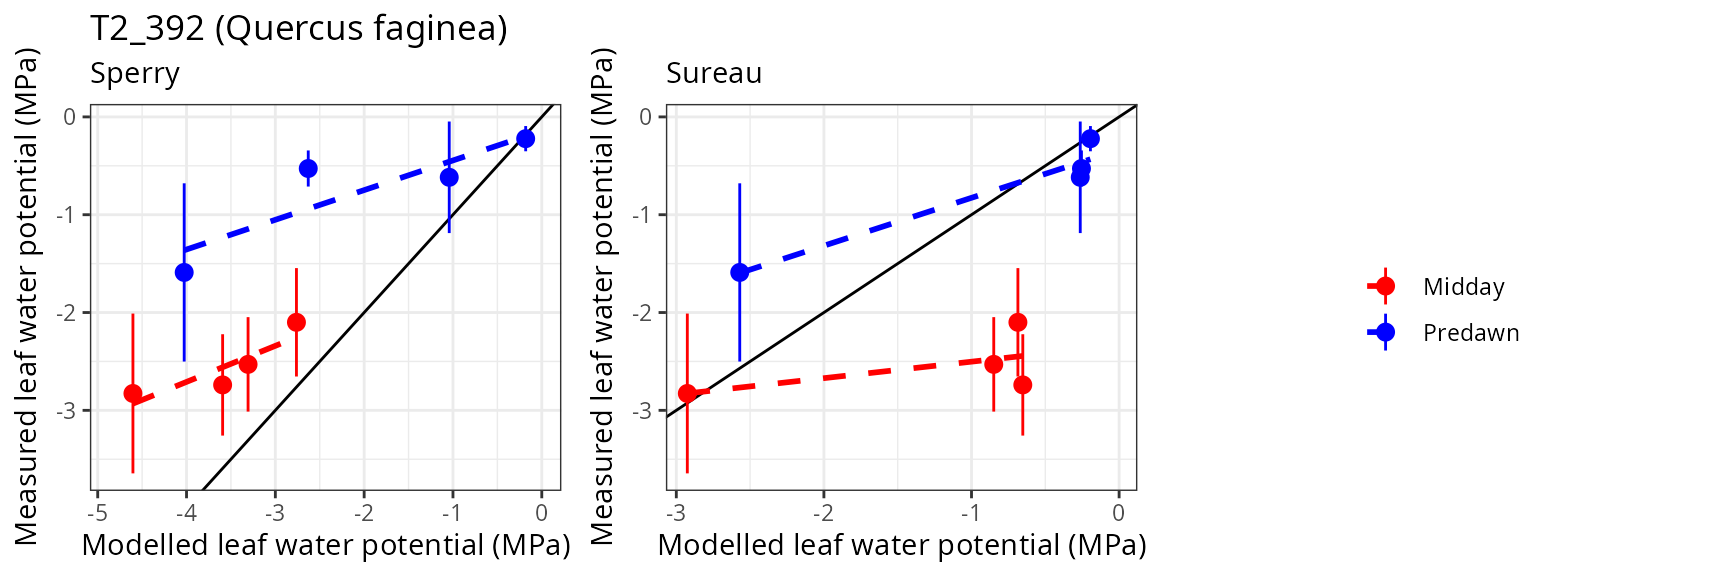 T2_392 (Quercus faginea)
Sperry
Measured leaf water potential (MPa)
0
-1
-2
-3
-5
-4
-3
-2
-1
0
Modelled leaf water potential (MPa)
Sureau
Measured leaf water potential (MPa)
0
-1
-2
-3
-3
-2
-1
0
Modelled leaf water potential (MPa)
Midday
Predawn